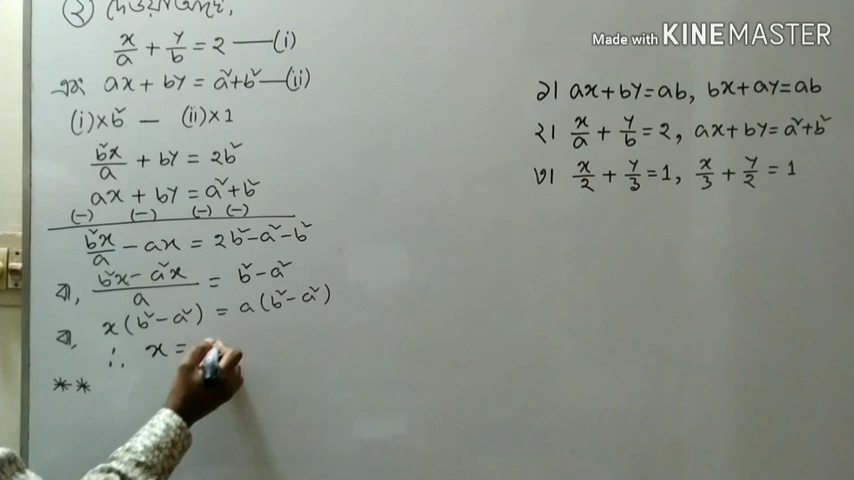 ২
x/a + y/b = 2 —(i)
এবং ax + by = a²+b² —(ii)
(i)×b² — (ii)×1
b²x/a + by = 2b²
ax + by = a²+b²
(-) (-) (-) (-)
b²x/a - ax = 2b²-a²-b²
বা, (b²x - a²x)/a = b²-a²
বা, x(b²-a²) = a(b²-a²)
∴ x =
**
Made with KINEMASTER
১। ax+by=ab, bx+ay=ab
২। x/a + y/b = 2, ax+by=a²+b²
৩। x/2 + y/3 = 1, x/3 + y/2 = 1